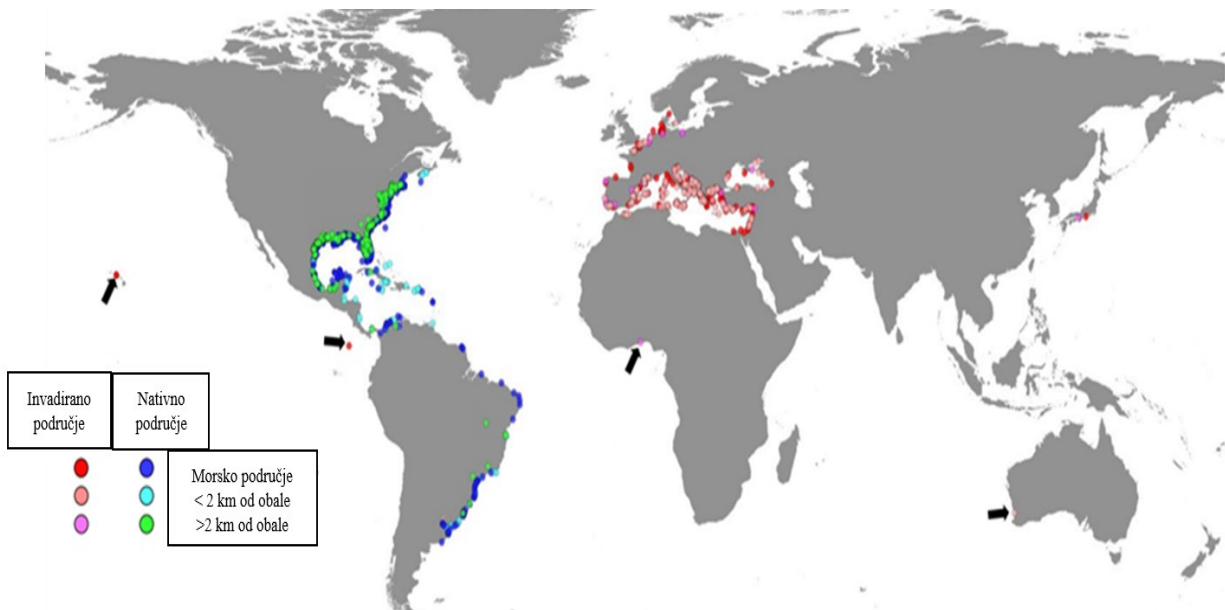 Invadirano
područje
Nativno
područje
Morsko područje
< 2 km od obale
>2 km od obale